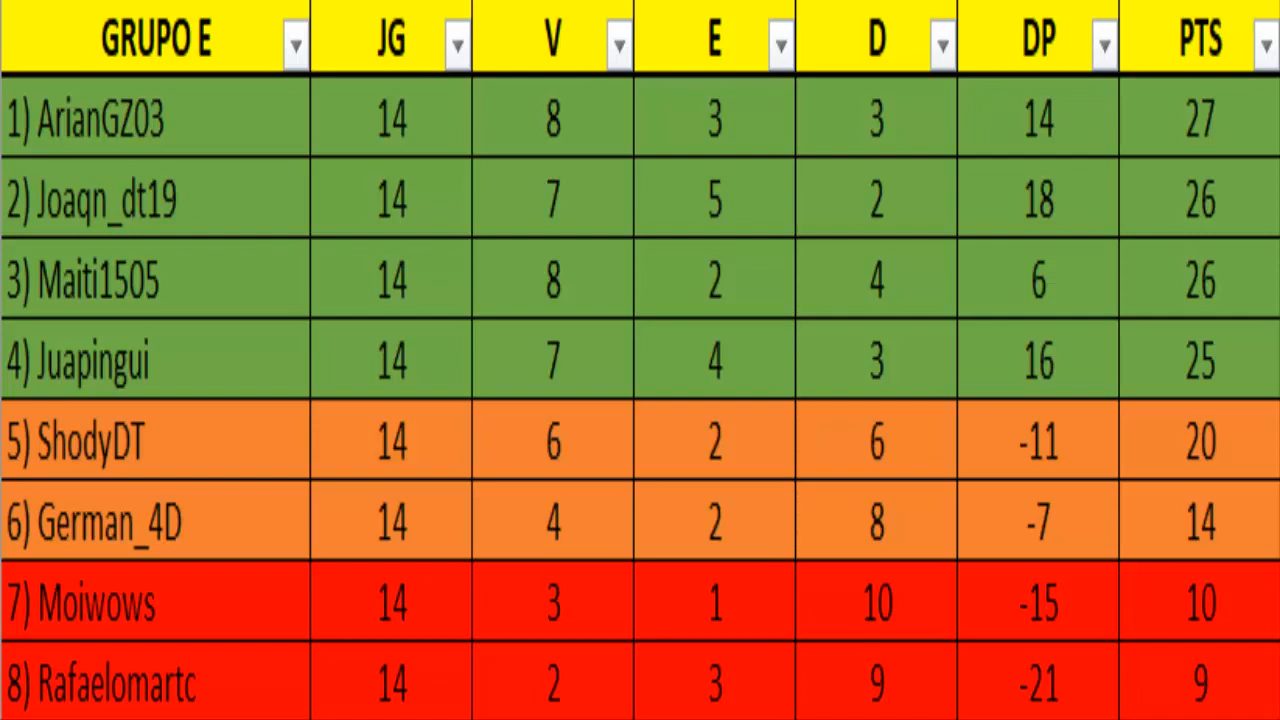 GRUPO E JG V E D DP PTS
1) ArianGZ03 14 8 3 3 14 27
2) Joaqn_dt19 14 7 5 2 18 26
3) Maiti1505 14 8 2 4 6 26
4) Juapingui 14 7 4 3 16 25
5) ShodyDT 14 6 2 6 -11 20
6) German_4D 14 4 2 8 -7 14
7) Moiwows 14 3 1 10 -15 10
8) Rafaelomartc 14 2 3 9 -21 9